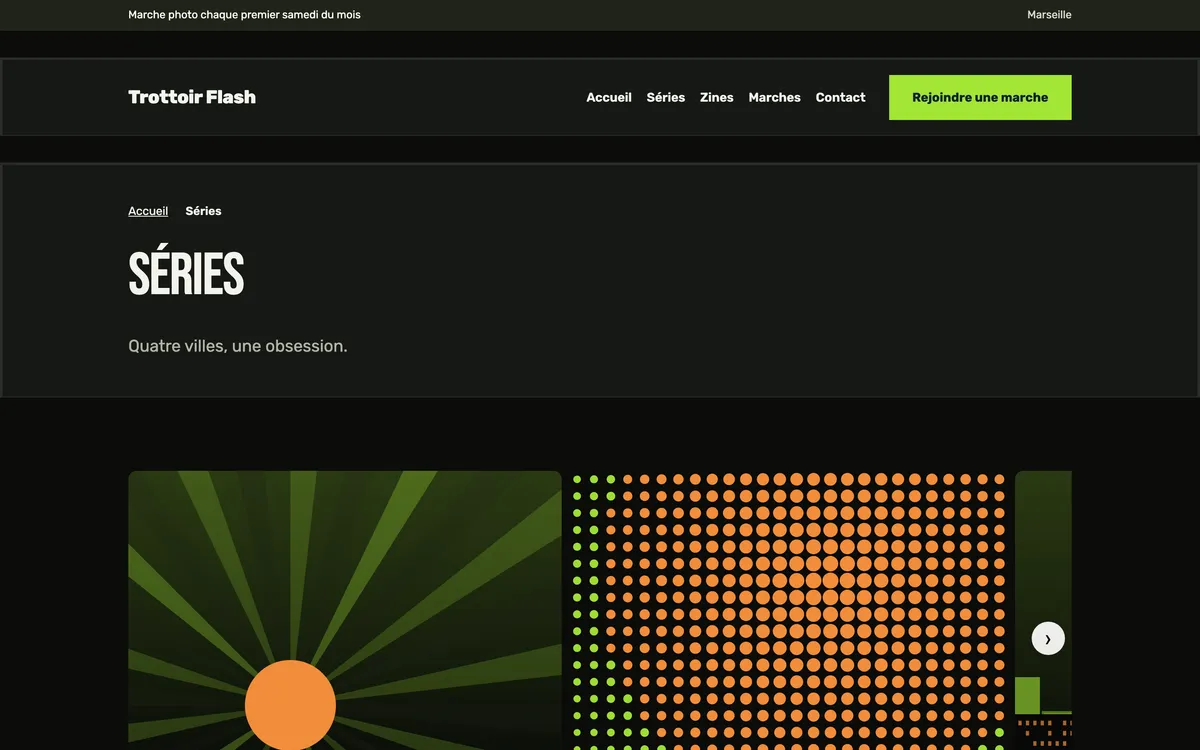 Marche photo chaque premier samedi du mois
Marseille
Trottoir Flash
Accueil
Séries
Zines
Marches
Contact
Rejoindre une marche
Accueil
Séries
SÉRIES
Quatre villes, une obsession.